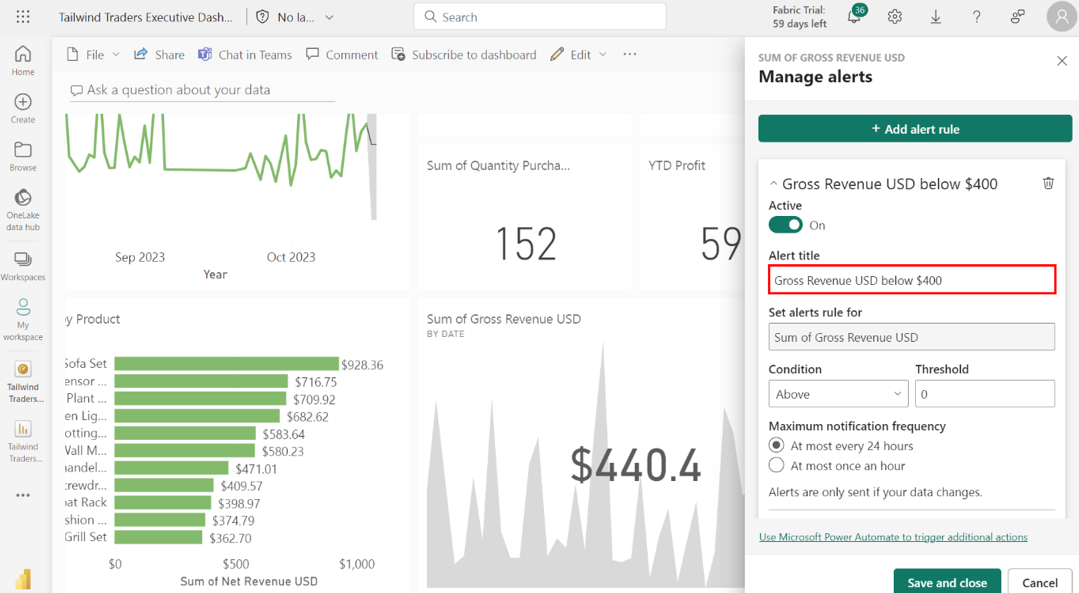 Tailwind Traders Executive Dash...
No la...
Search
Fabric Trial:
59 days left
36
File
Share
Chat in Teams
Comment
Subscribe to dashboard
Edit
Ask a question about your data
Home
Create
Browse
OneLake
data hub
Workspaces
My
workspace
Tailwind
Traders...
Tailwind
Traders...
Sep 2023
Oct 2023
Year
Sum of Quantity Purcha...
152
YTD Profit
59
y Product
Sofa Set
$928.36
ensor ...
$716.75
Plant ...
$709.92
en Lig...
$682.62
otting...
$583.64
Wall M...
$580.23
handel...
$471.01
crewdr...
$409.57
oat Rack
$398.97
shion ...
$374.79
Grill Set
$362.70
$0
$500
$1,000
Sum of Net Revenue USD
Sum of Gross Revenue USD
BY DATE
$440.4
SUM OF GROSS REVENUE USD
Manage alerts
+ Add alert rule
Gross Revenue USD below $400
Active
On
Alert title
Gross Revenue USD below $400
Set alerts rule for
Sum of Gross Revenue USD
Condition
Threshold
Above
0
Maximum notification frequency
At most every 24 hours
At most once an hour
Alerts are only sent if your data changes.
Use Microsoft Power Automate to trigger additional actions
Save and close
Cancel